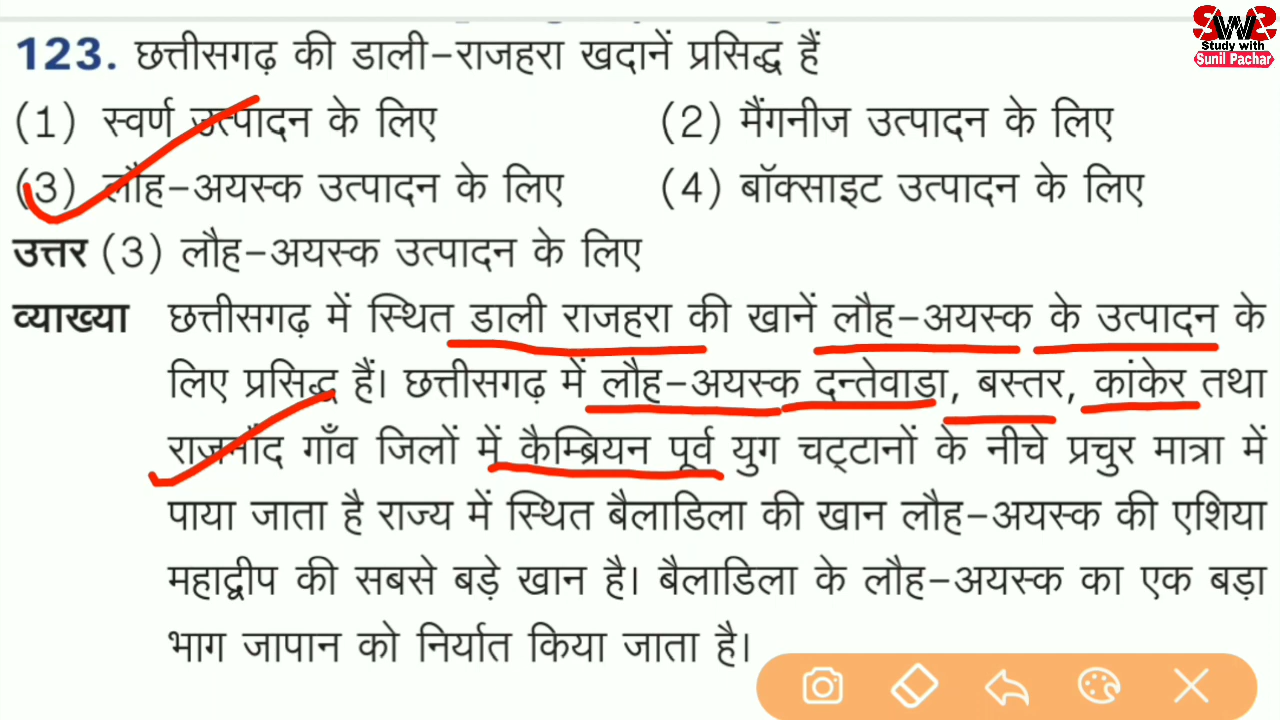 SWS
Study with
Sunil Pachar
123. छत्तीसगढ़ की डाली-राजहरा खदानें प्रसिद्ध हैं
(1) स्वर्ण उत्पादन के लिए (2) मैंगनीज उत्पादन के लिए
(3) लौह-अयस्क उत्पादन के लिए (4) बॉक्साइट उत्पादन के लिए
उत्तर (3) लौह-अयस्क उत्पादन के लिए
व्याख्या छत्तीसगढ़ में स्थित डाली राजहरा की खानें लौह-अयस्क के उत्पादन के
लिए प्रसिद्ध हैं। छत्तीसगढ़ में लौह-अयस्क दन्तेवाडा, बस्तर, कांकेर तथा
राजनाँद गाँव जिलों में कैम्ब्रियन पूर्व युग चट्टानों के नीचे प्रचुर मात्रा में
पाया जाता है राज्य में स्थित बैलाडिला की खान लौह-अयस्क की एशिया
महाद्वीप की सबसे बड़े खान है। बैलाडिला के लौह-अयस्क का एक बड़ा
भाग जापान को निर्यात किया जाता है।